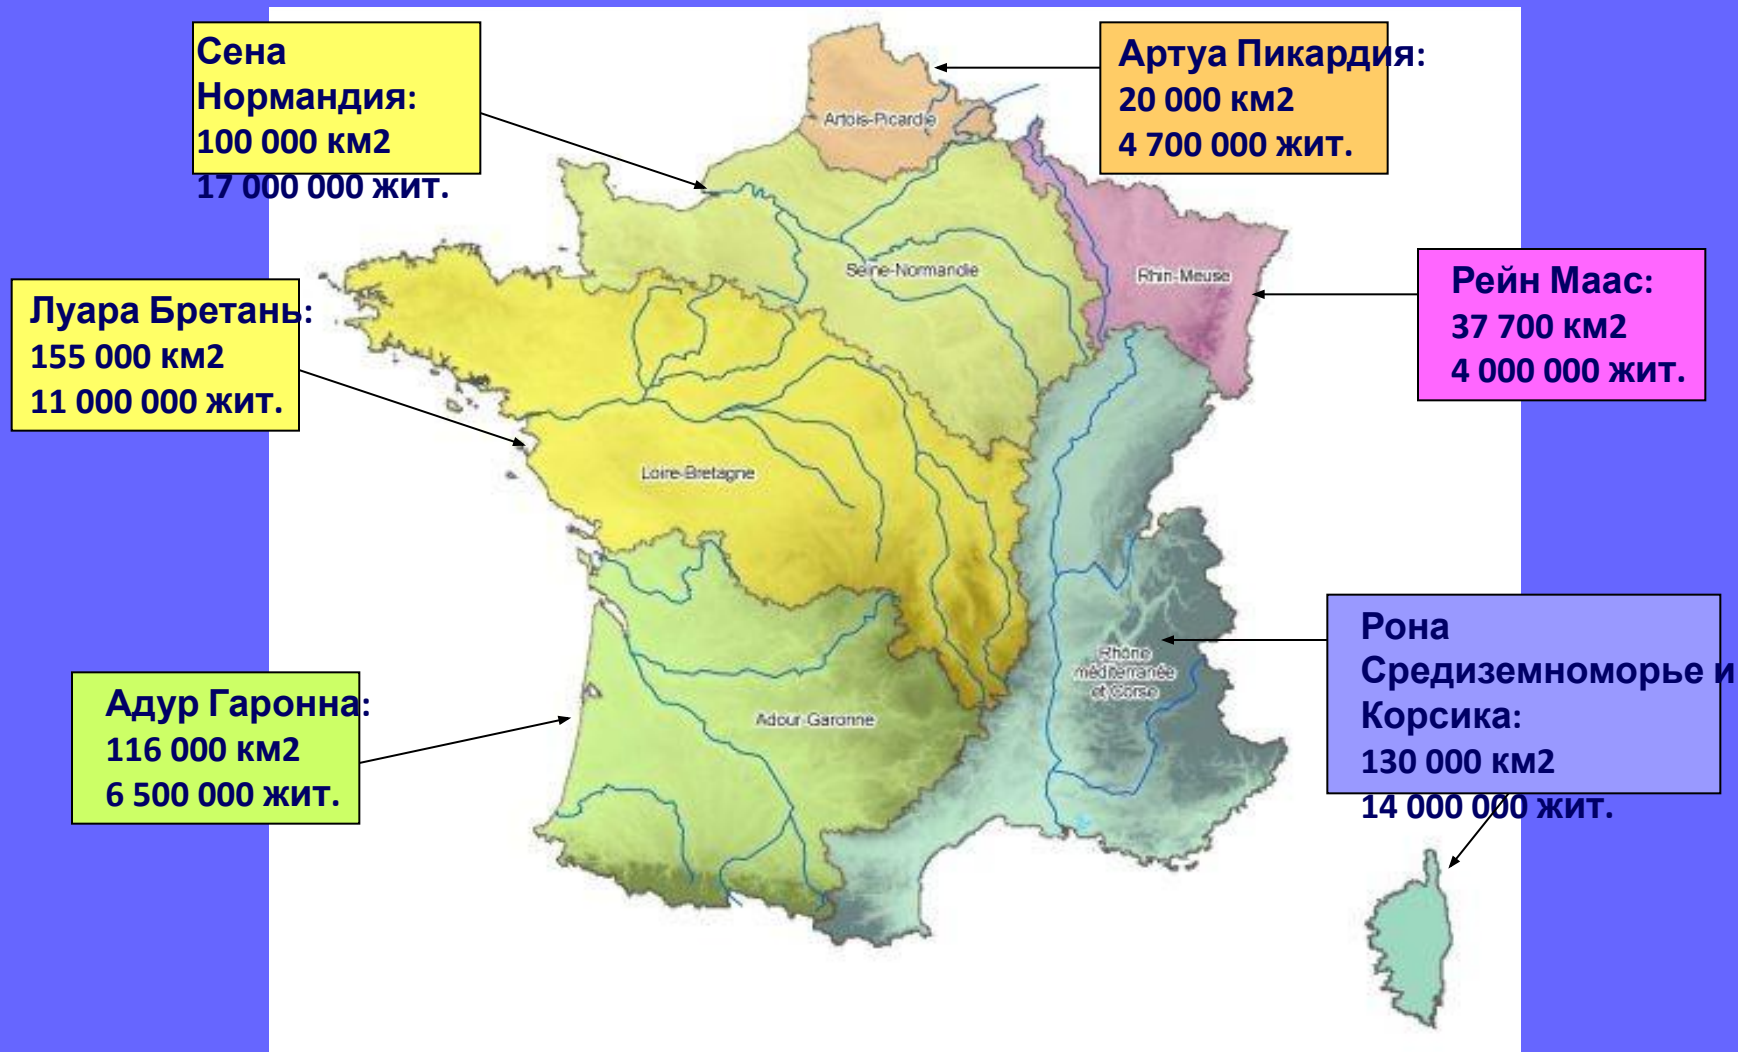 Сена
Нормандия:
100 000 км2
17 000 000 жит.
Артуа Пикардия:
20 000 км2
4 700 000 жит.
Artois-Picardie
Seine-Normandie
Rhin-Meuse
Рейн Маас:
37 700 км2
4 000 000 жит.
Луара Бретань:
155 000 км2
11 000 000 жит.
Loire-Bretagne
Рона
Средиземноморье и
Корсика:
130 000 км2
14 000 000 жит.
Rhône
méditerranée
et Corse
Адур Гаронна:
116 000 км2
6 500 000 жит.
Adour-Garonne